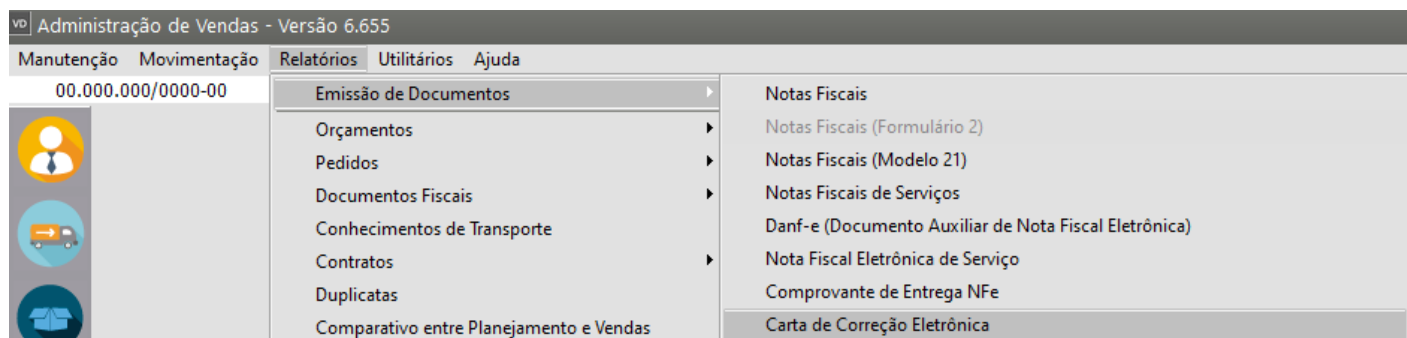 VD Administração de Vendas - Versão 6.655
Manutenção Movimentação Relatórios Utilitários Ajuda
00.000.000/0000-00
Emissão de Documentos
Orçamentos
Pedidos
Documentos Fiscais
Conhecimentos de Transporte
Contratos
Duplicatas
Comparativo entre Planejamento e Vendas
Notas Fiscais
Notas Fiscais (Formulário 2)
Notas Fiscais (Modelo 21)
Notas Fiscais de Serviços
Danf-e (Documento Auxiliar de Nota Fiscal Eletrônica)
Nota Fiscal Eletrônica de Serviço
Comprovante de Entrega NFe
Carta de Correção Eletrônica